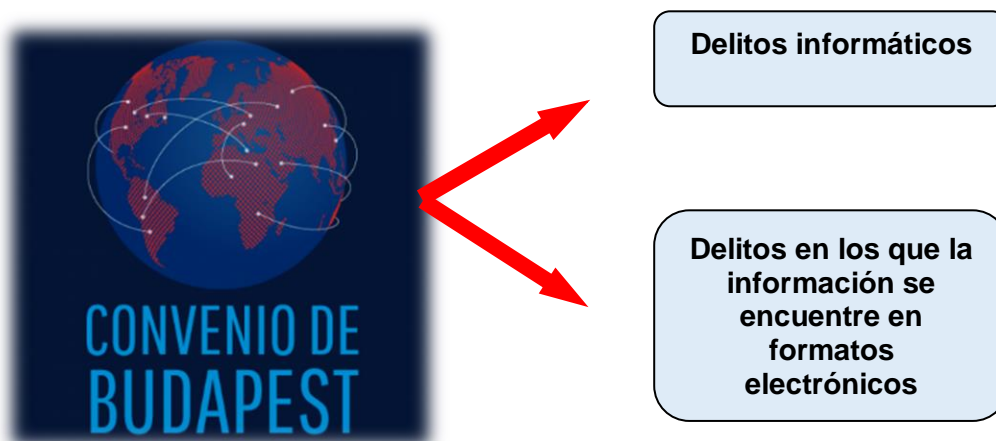 CONVENIO DE
BUDAPEST
Delitos informáticos
Delitos en los que la
información se
encuentre en
formatos
electrónicos